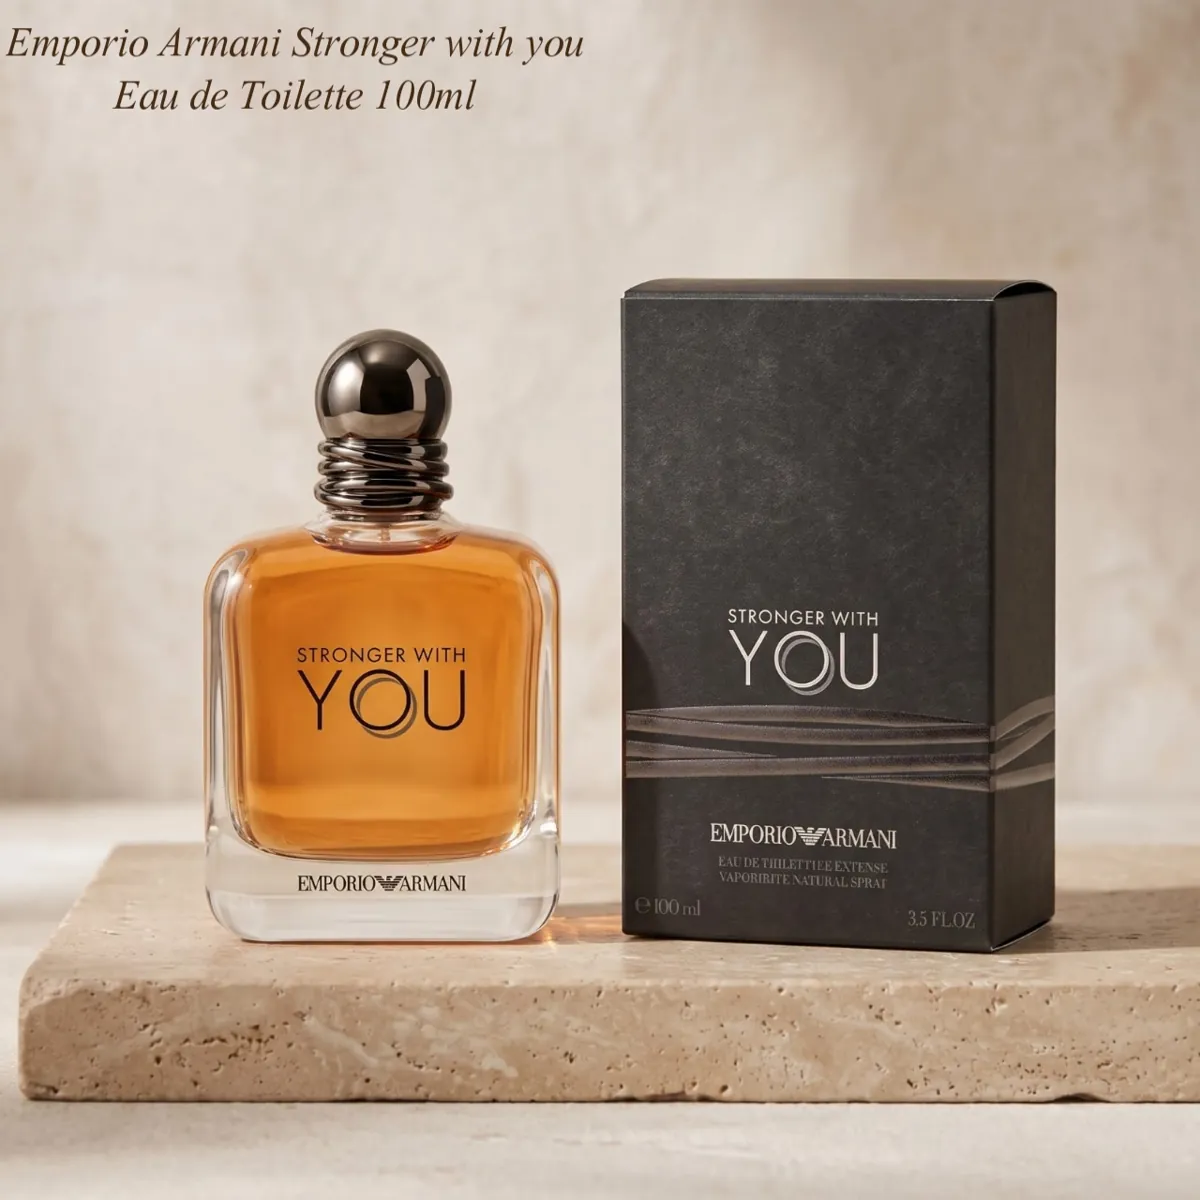 Emporio Armani Stronger with you
Eau de Toilette 100ml
STRONGER WITH
YOU
EMPORIO ARMANI
STRONGER WITH
YOU
EMPORIO ARMANI
EAU DE THILETTIEE EXTENSE
VAPORIBITE NATURAL SPRAI
e 100 ml
3.5 FL.OZ